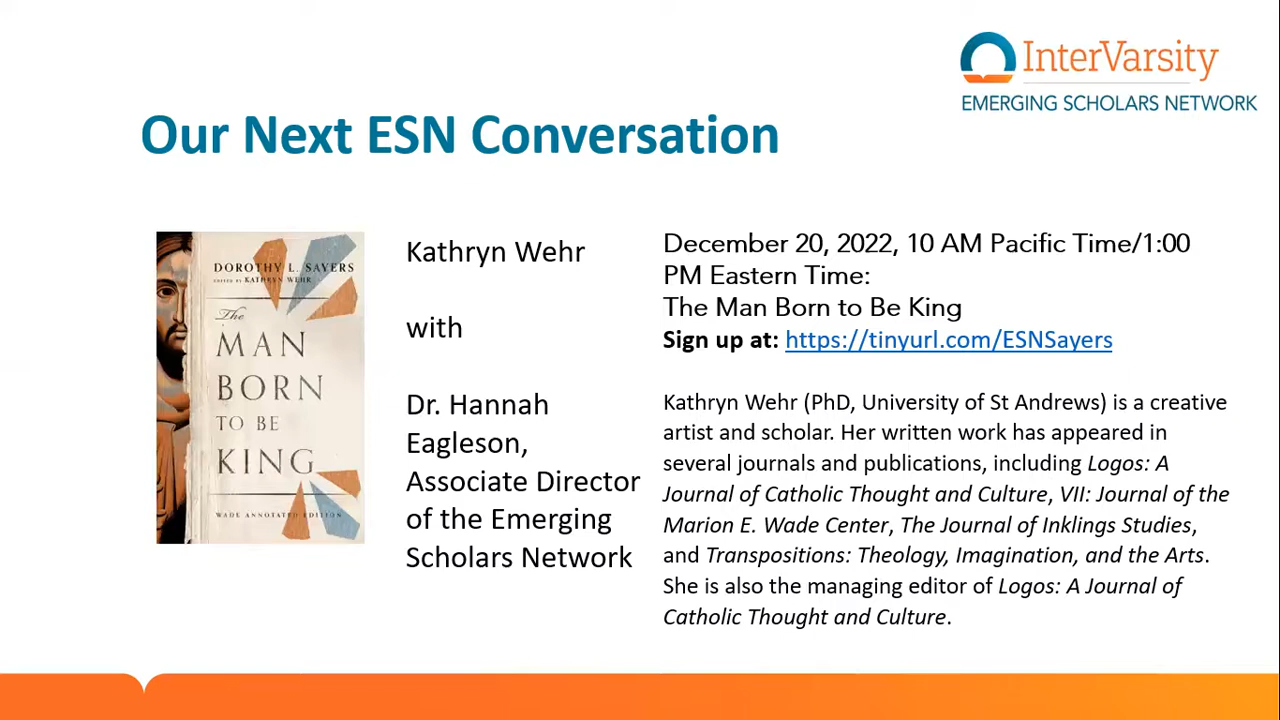 InterVarsity
EMERGING SCHOLARS NETWORK
Our Next ESN Conversation
DOROTHY L. SAYERS
EDITED BY KATHRYN WEHR
The
MAN
BORN
TO BE
KING
WADE ANNOTATED EDITION
Kathryn Wehr
with
Dr. Hannah
Eagleson,
Associate Director
of the Emerging
Scholars Network
December 20, 2022, 10 AM Pacific Time/1:00
PM Eastern Time:
The Man Born to Be King
Sign up at: https://tinyurl.com/ESNSayers
Kathryn Wehr (PhD, University of St Andrews) is a creative
artist and scholar. Her written work has appeared in
several journals and publications, including Logos: A
Journal of Catholic Thought and Culture, VII: Journal of the
Marion E. Wade Center, The Journal of Inklings Studies,
and Transpositions: Theology, Imagination, and the Arts.
She is also the managing editor of Logos: A Journal of
Catholic Thought and Culture.